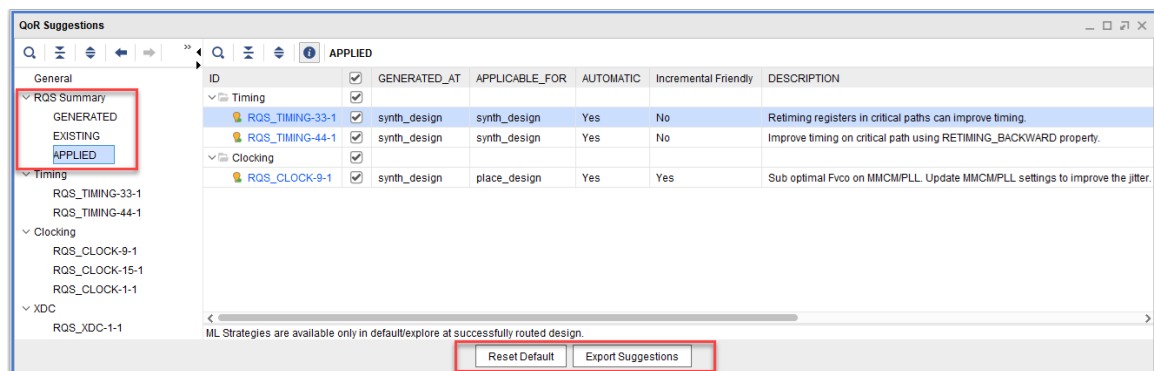 QoR Suggestions
»
APPLIED
General
RQS Summary
GENERATED
EXISTING
APPLIED
Timing
RQS_TIMING-33-1
RQS_TIMING-44-1
Clocking
RQS_CLOCK-9-1
RQS_CLOCK-15-1
RQS_CLOCK-1-1
XDC
RQS_XDC-1-1
ID GENERATED_AT APPLICABLE_FOR AUTOMATIC Incremental Friendly DESCRIPTION
Timing
RQS_TIMING-33-1 synth_design synth_design Yes No Retiming registers in critical paths can improve timing.
RQS_TIMING-44-1 synth_design synth_design Yes No Improve timing on critical path using RETIMING_BACKWARD property.
Clocking
RQS_CLOCK-9-1 synth_design place_design Yes Yes Sub optimal Fvco on MMCM/PLL. Update MMCM/PLL settings to improve the jitter.
ML Strategies are available only in default/explore at successfully routed design.
Reset Default Export Suggestions